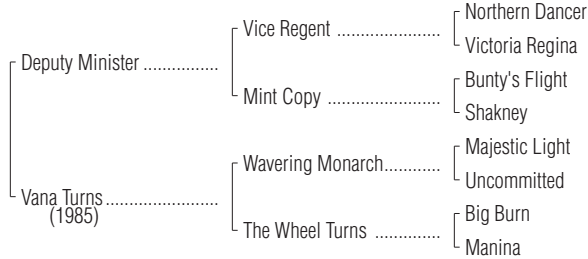 Northern Dancer
Vice Regent ........................
Victoria Regina
Deputy Minister ................
Bunty's Flight
Mint Copy ..........................
Shakney
Majestic Light
Wavering Monarch..............
Uncommitted
Vana Turns........................
(1985)
Big Burn
The Wheel Turns ...............
Manina